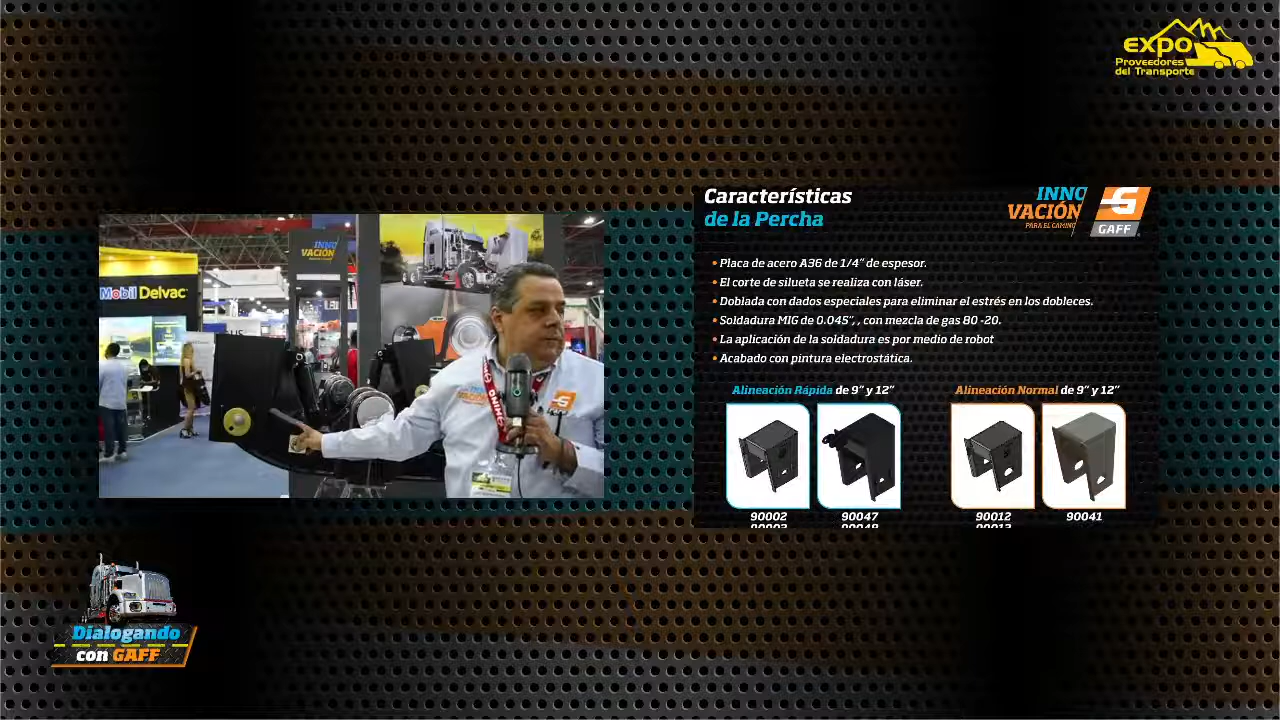 EXPO
Proveedores
del Transporte
Características
de la Percha
INNO
VACIÓN
PARA EL CAMINO
GAFF
• Placa de acero A36 de 1/4" de espesor.
• El corte de silueta se realiza con láser.
• Doblada con dados especiales para eliminar el estrés en los dobleces.
• Soldadura MIG de 0.045", , con mezcla de gas 80 -20.
• La aplicación de la soldadura es por medio de robot
• Acabado con pintura electrostática.
Alineación Rápida de 9" y 12"
Alineación Normal de 9" y 12"
90002
90047
90012
90041
INNO
VACIÓN
Mobil Delvac
Dialogando
con GAFF